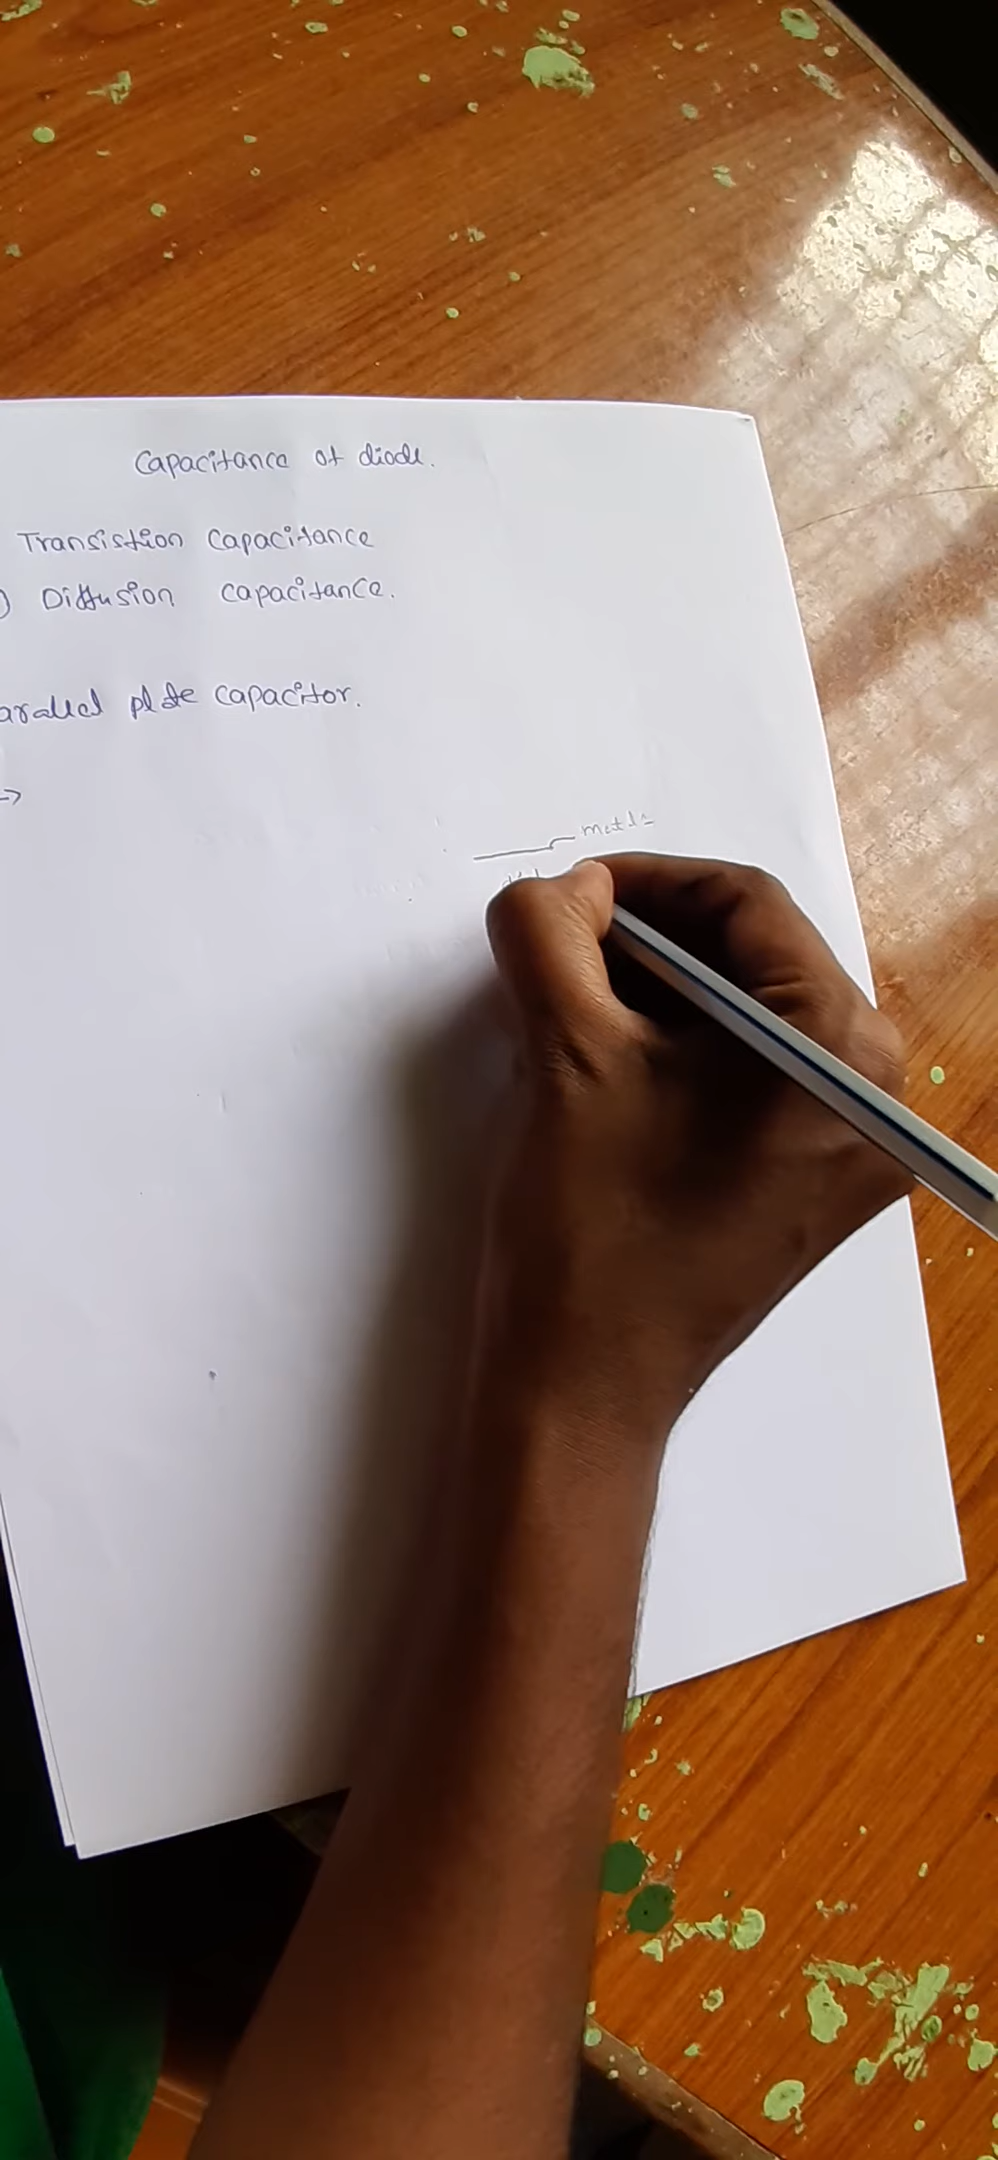 Capacitance of diode.
Transistion Capacitance
) Diffusion capacitance.
arallel plate capacitor.
->